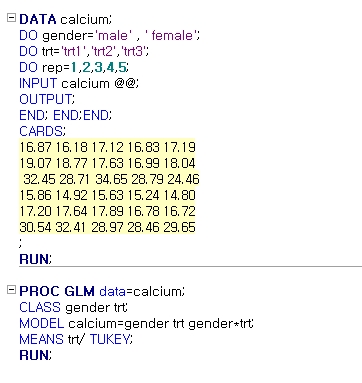 DATA calcium;
DO gender='male' , ' female';
DO trt='trt1','trt2','trt3';
DO rep=1,2,3,4,5;
INPUT calcium @@;
OUTPUT;
END; END;END;
CARDS;
16.87 16.18 17.12 16.83 17.19
19.07 18.77 17.63 16.99 18.04
32.45 28.71 34.65 28.79 24.46
15.86 14.92 15.63 15.24 14.80
17.20 17.64 17.89 16.78 16.72
30.54 32.41 28.97 28.46 29.65
;
RUN;
PROC GLM data=calcium;
CLASS gender trt;
MODEL calcium=gender trt gender*trt;
MEANS trt/ TUKEY;
RUN;